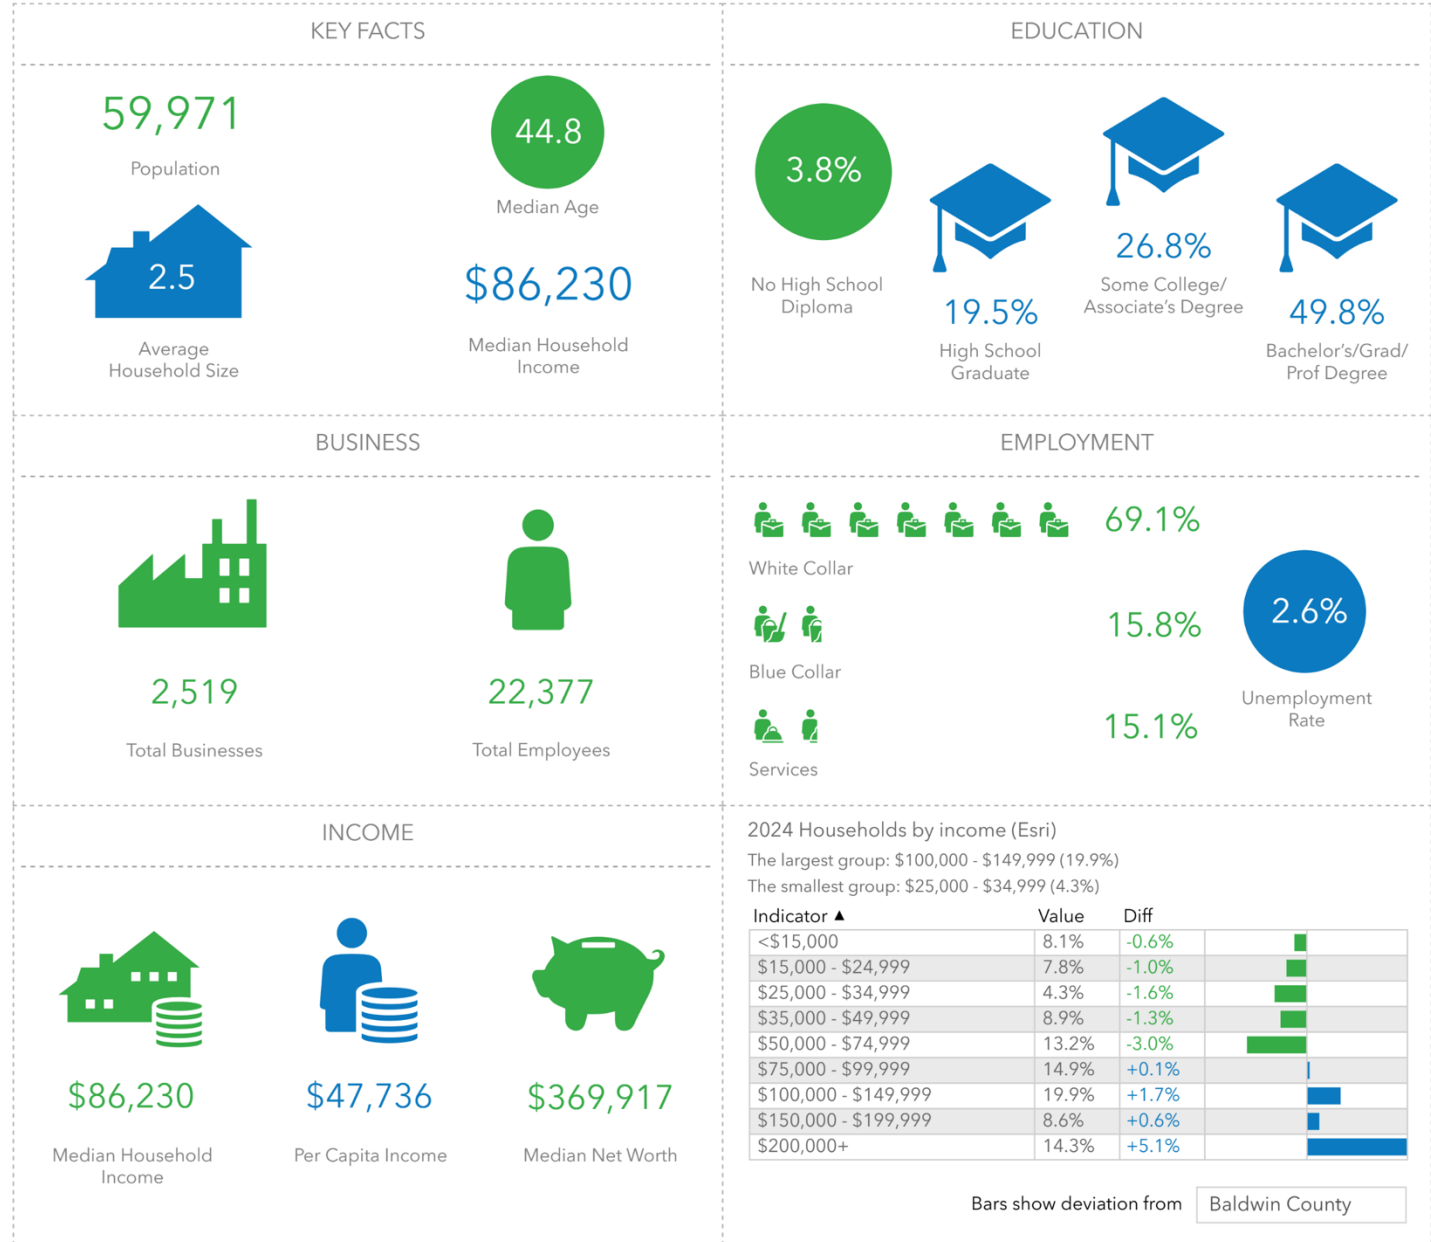 KEY FACTS
59,971
Population
44.8
Median Age
2.5
Average
Household Size
$86,230
Median Household
Income
EDUCATION
3.8%
No High School
Diploma
19.5%
High School
Graduate
26.8%
Some College/
Associate's Degree
49.8%
Bachelor's/Grad/
Prof Degree
BUSINESS
2,519
Total Businesses
22,377
Total Employees
EMPLOYMENT
69.1%
White Collar
15.8%
Blue Collar
15.1%
Services
2.6%
Unemployment
Rate
INCOME
$86,230
Median Household
Income
$47,736
Per Capita Income
$369,917
Median Net Worth
2024 Households by income (Esri)
The largest group: $100,000 - $149,999 (19.9%)
The smallest group: $25,000 - $34,999 (4.3%)
Indicator ▲ Value Diff
<$15,000 8.1% -0.6%
$15,000 - $24,999 7.8% -1.0%
$25,000 - $34,999 4.3% -1.6%
$35,000 - $49,999 8.9% -1.3%
$50,000 - $74,999 13.2% -3.0%
$75,000 - $99,999 14.9% +0.1%
$100,000 - $149,999 19.9% +1.7%
$150,000 - $199,999 8.6% +0.6%
$200,000+ 14.3% +5.1%
Bars show deviation from Baldwin County